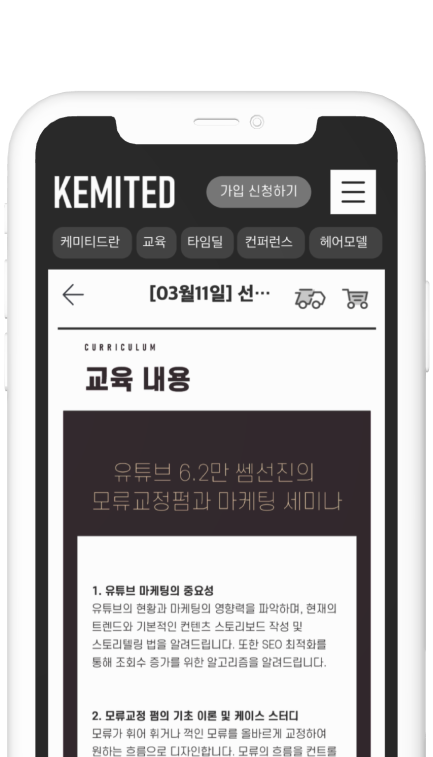 KEMITED
가입 신청하기
케미티드란 교육 타임딜 컨퍼런스 헤어모델
[03월11일] 선…
CURRICULUM
교육 내용
유튜브 6.2만 쌤선진의
모류교정펌과 마케팅 세미나
1. 유튜브 마케팅의 중요성
유튜브의 현황과 마케팅의 영향력을 파악하며, 현재의
트렌드와 기본적인 컨텐츠 스토리보드 작성 및
스토리텔링 법을 알려드립니다. 또한 SEO 최적화를
통해 조회수 증가를 위한 알고리즘을 알려드립니다.
2. 모류교정 펌의 기초 이론 및 케이스 스터디
모류가 휘어 휘거나 꺽인 모류를 올바르게 교정하여
원하는 흐름으로 디자인합니다. 모류의 흐름을 컨트롤